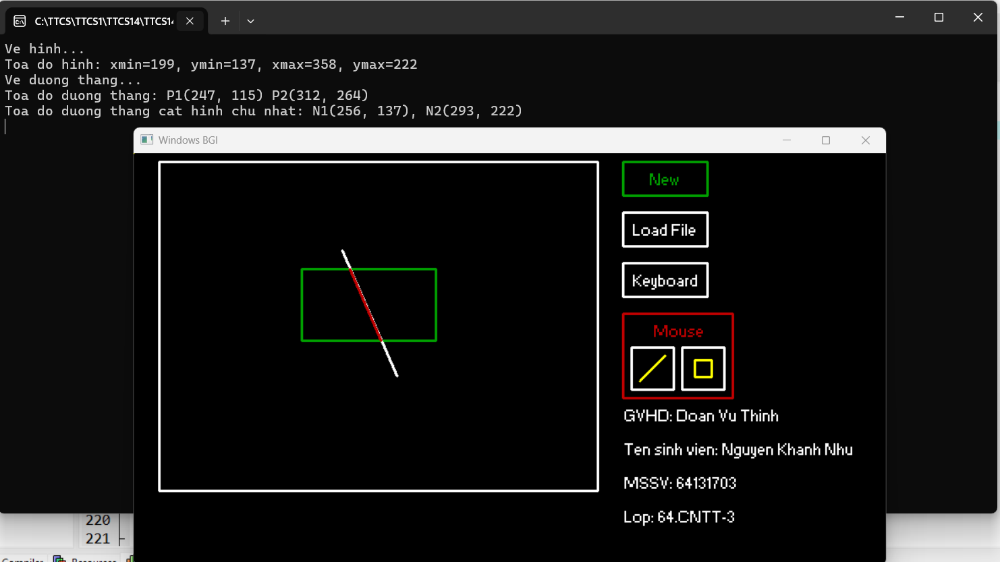 C:\TTCS\TTCS1\TTCS14\TTCS14
Ve hinh...
Toa do hinh: xmin=199, ymin=137, xmax=358, ymax=222
Ve duong thang...
Toa do duong thang: P1(247, 115) P2(312, 264)
Toa do duong thang cat hinh chu nhat: N1(256, 137), N2(293, 222)
Windows BGI
New
Load File
Keyboard
Mouse
GVHD: Doan Vu Thinh
Ten sinh vien: Nguyen Khanh Nhu
MSSV: 64131703
Lop: 64.CNTT-3
220
221
Compiler Resources